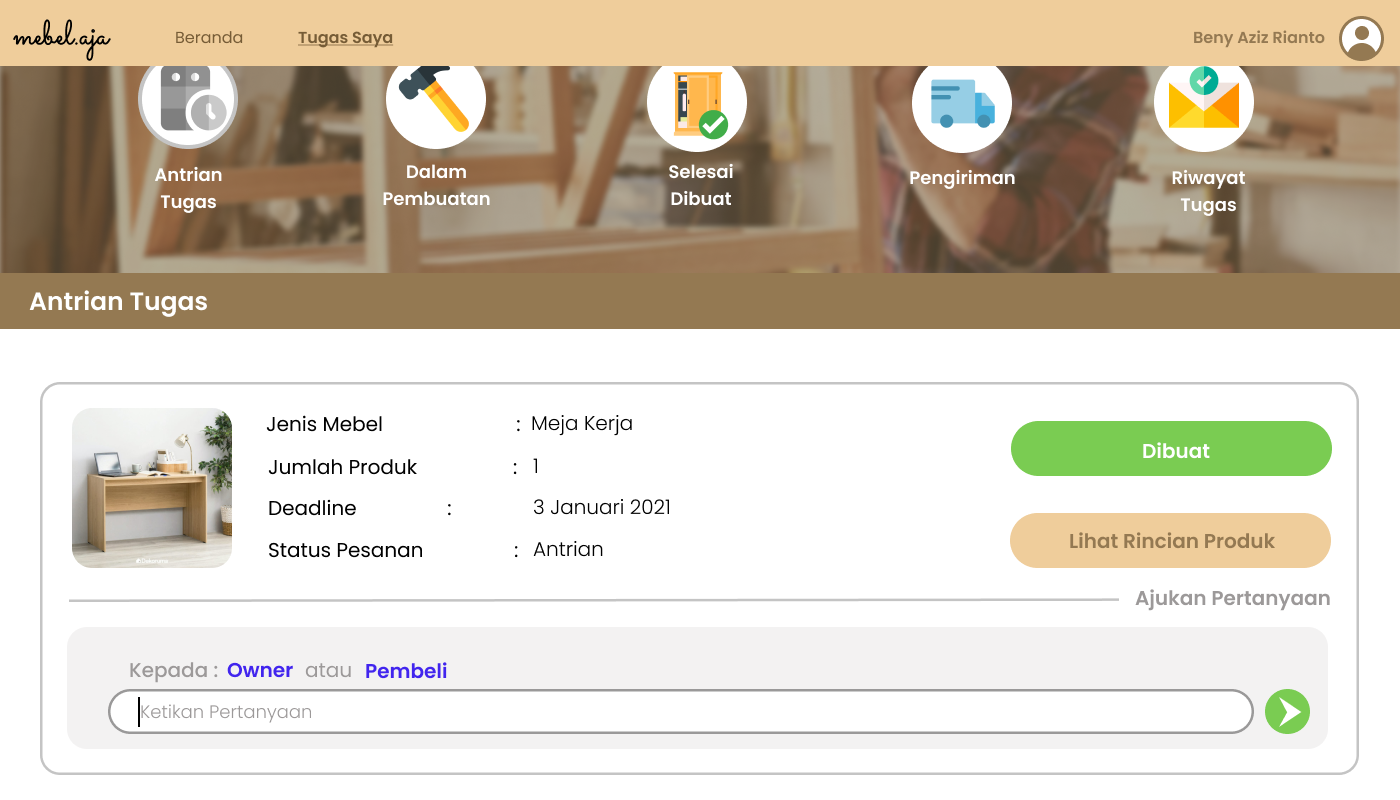 mebel.aja
Beranda
Tugas Saya
Beny Aziz Rianto
Antrian
Tugas
Dalam
Pembuatan
Selesai
Dibuat
Pengiriman
Riwayat
Tugas
Antrian Tugas
Jenis Mebel : Meja Kerja
Jumlah Produk : 1
Deadline : 3 Januari 2021
Status Pesanan : Antrian
Dibuat
Lihat Rincian Produk
Ajukan Pertanyaan
Kepada : Owner atau Pembeli
Ketikan Pertanyaan